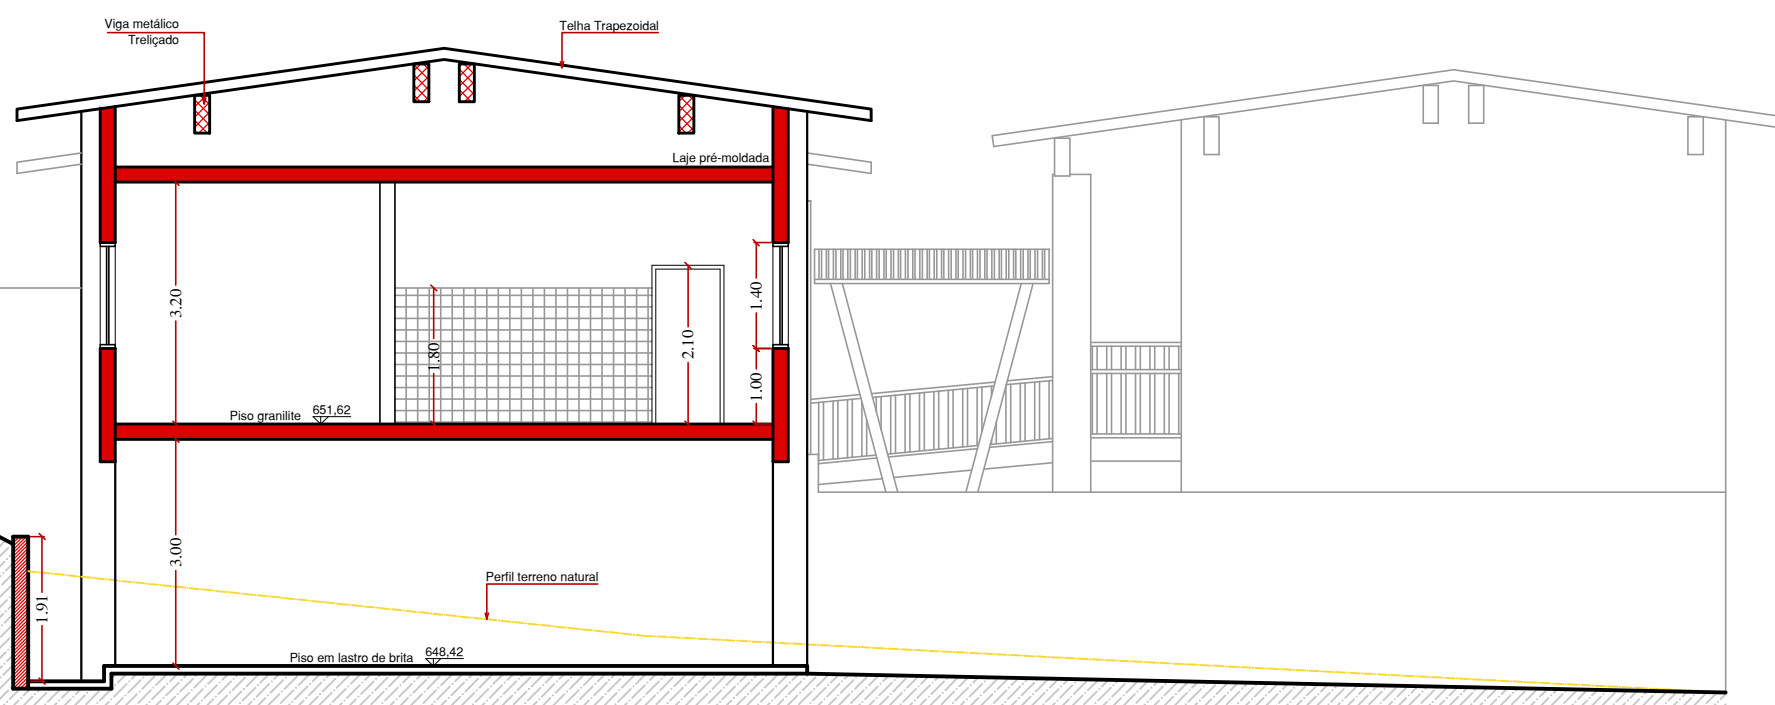 Viga metálico
Treliçado
Telha Trapezoidal
Laje pré-moldada
3.20
1.80
2.10
1.40
1.00
Piso granilite
651,62
3.00
1.91
Perfil terreno natural
Piso em lastro de brita
648,42